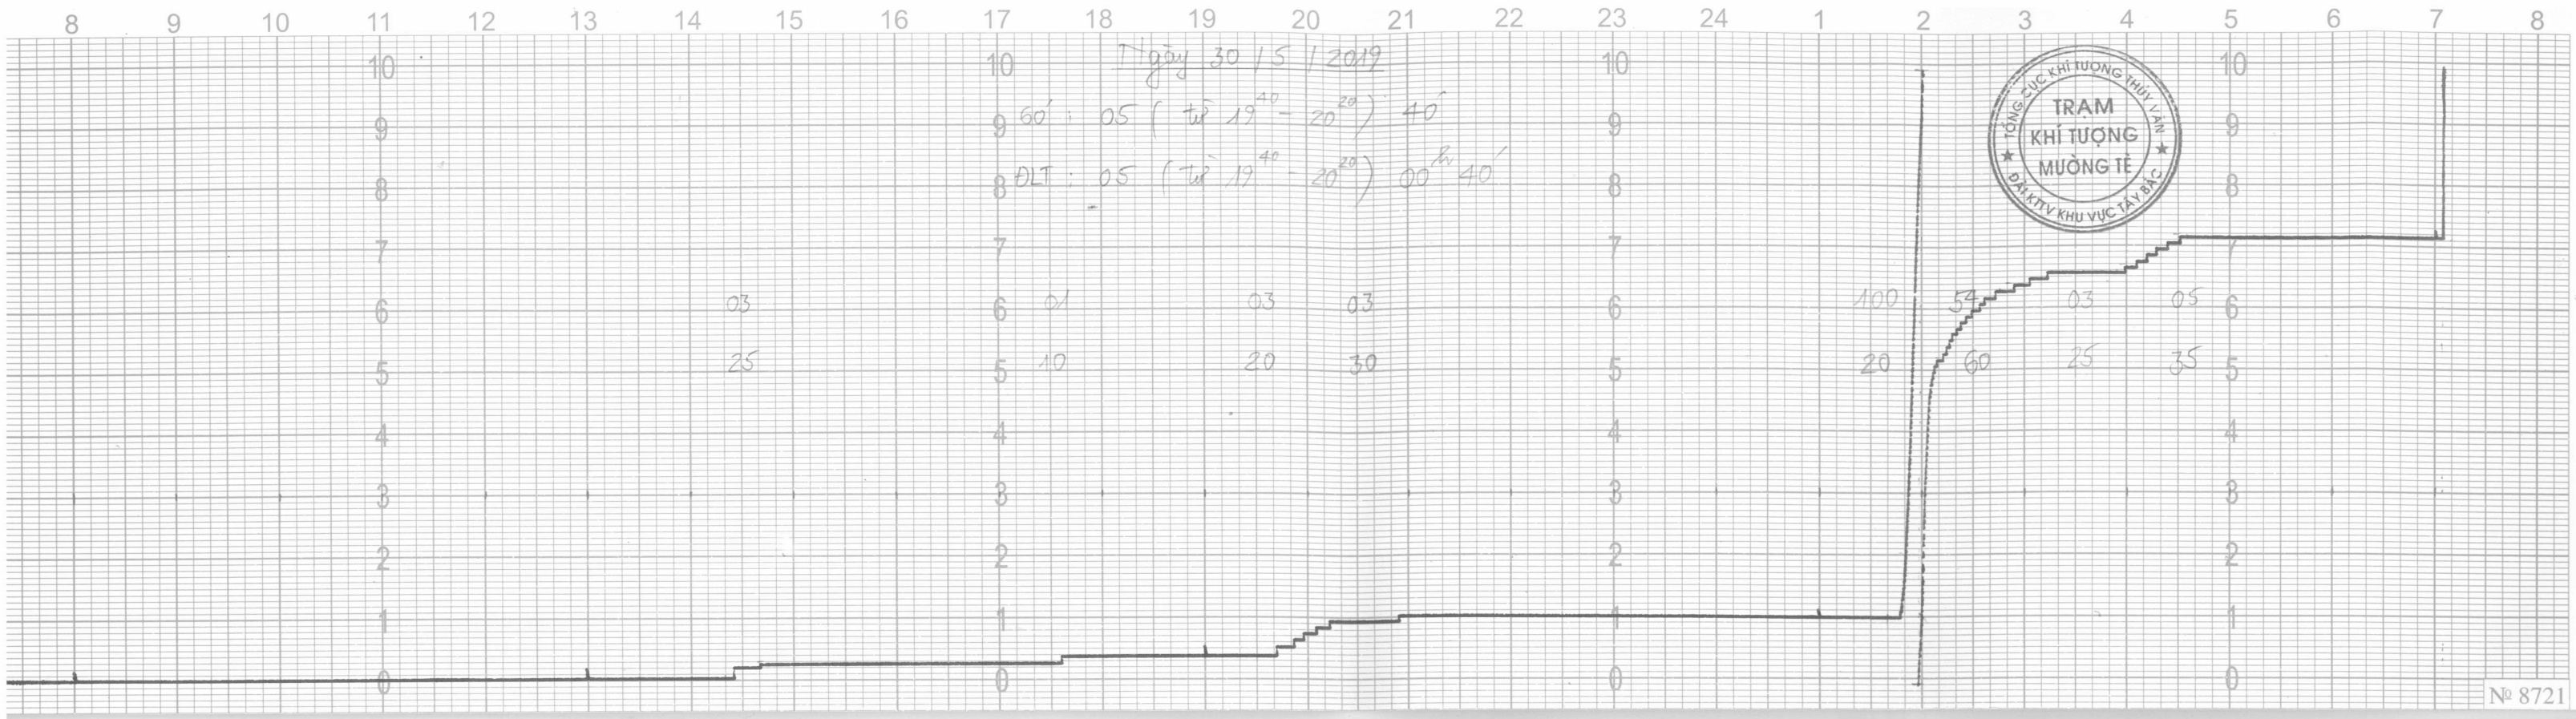 8 9 10 11 12 13 14 15 16 17 18 19 20 21 22 23 24 1 2 3 4 5 6 7 8
Ngày 30/5/2019
60' : 05 ( từ 19 40 - 20 20 ) 40'
ĐLT : 05 ( từ 19 40 - 20 20 ) 00h 40'
TỔNG CỤC KHÍ TƯỢNG THỦY VĂN
TRẠM
KHÍ TƯỢNG
MƯỜNG TÈ
ĐÀI KTTV KHU VỰC TÂY BẮC
10 10 10 10
9 9 9 9
8 8 8 8
7 7 7 7
03 01 03 03 100 54 03 05
6 6 6 6
25 10 20 30 20 60 25 35
5 5 5 5
4 4 4 4
3 3 3 3
2 2 2 2
1 1 1 1
0 0 0 0
№ 8721